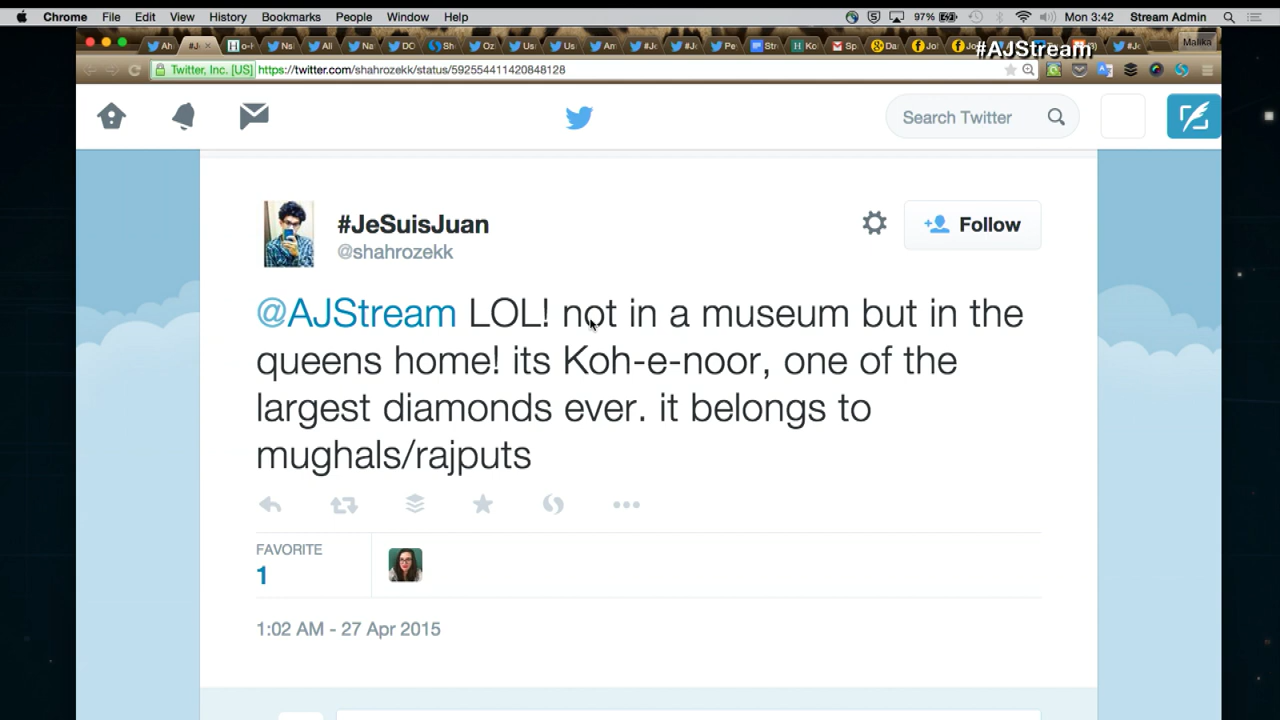 Chrome File Edit View History Bookmarks People Window Help 97% Mon 3:42 Stream Admin
Malika
#AJStream
Twitter, Inc. [US] https://twitter.com/shahrozekk/status/592554411420848128
Search Twitter
#JeSuisJuan
@shahrozekk
Follow
@AJStream LOL! not in a museum but in the
queens home! its Koh-e-noor, one of the
largest diamonds ever. it belongs to
mughals/rajputs
FAVORITE
1
1:02 AM - 27 Apr 2015